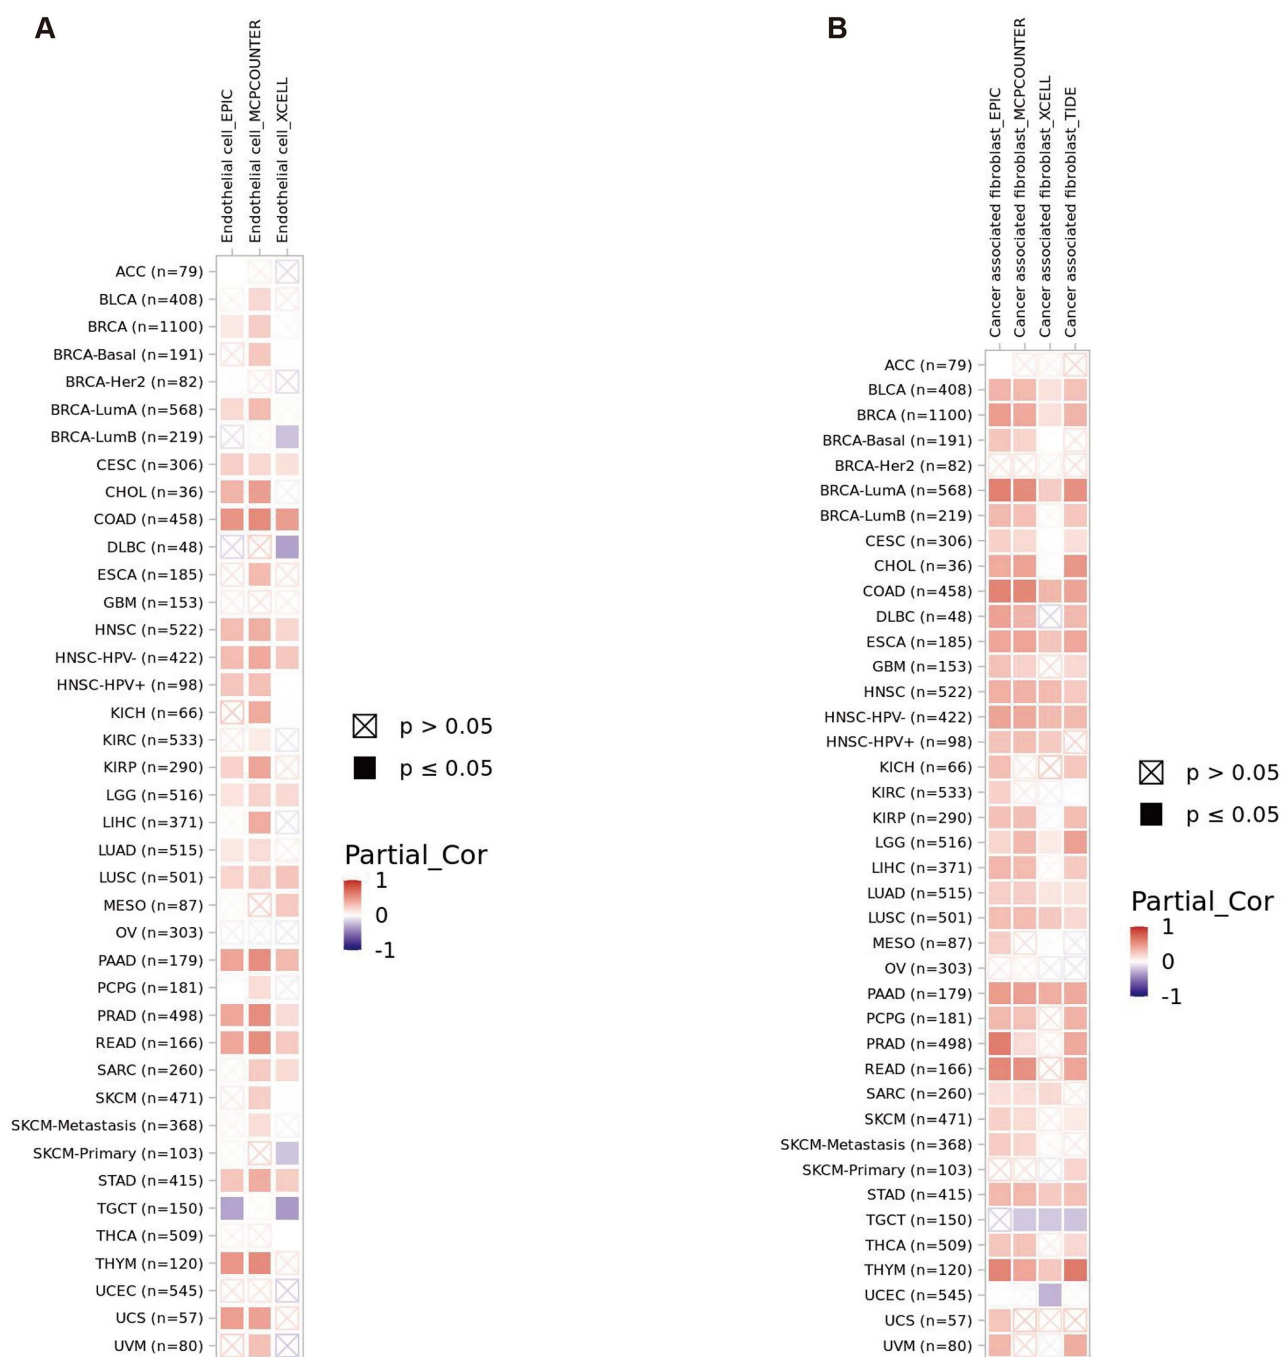 A
Endothelial cell_EPIC
Endothelial cell_MCPCOUNTER
Endothelial cell_XCELL
ACC (n=79)
BLCA (n=408)
BRCA (n=1100)
BRCA-Basal (n=191)
BRCA-Her2 (n=82)
BRCA-LumA (n=568)
BRCA-LumB (n=219)
CESC (n=306)
CHOL (n=36)
COAD (n=458)
DLBC (n=48)
ESCA (n=185)
GBM (n=153)
HNSC (n=522)
HNSC-HPV- (n=422)
HNSC-HPV+ (n=98)
KICH (n=66)
KIRC (n=533)
KIRP (n=290)
LGG (n=516)
LIHC (n=371)
LUAD (n=515)
LUSC (n=501)
MESO (n=87)
OV (n=303)
PAAD (n=179)
PCPG (n=181)
PRAD (n=498)
READ (n=166)
SARC (n=260)
SKCM (n=471)
SKCM-Metastasis (n=368)
SKCM-Primary (n=103)
STAD (n=415)
TGCT (n=150)
THCA (n=509)
THYM (n=120)
UCEC (n=545)
UCS (n=57)
UVM (n=80)
p > 0.05
p ≤ 0.05
Partial_Cor
1
0
-1
B
Cancer associated fibroblast_EPIC
Cancer associated fibroblast_MCPCOUNTER
Cancer associated fibroblast_XCELL
Cancer associated fibroblast_TIDE
ACC (n=79)
BLCA (n=408)
BRCA (n=1100)
BRCA-Basal (n=191)
BRCA-Her2 (n=82)
BRCA-LumA (n=568)
BRCA-LumB (n=219)
CESC (n=306)
CHOL (n=36)
COAD (n=458)
DLBC (n=48)
ESCA (n=185)
GBM (n=153)
HNSC (n=522)
HNSC-HPV- (n=422)
HNSC-HPV+ (n=98)
KICH (n=66)
KIRC (n=533)
KIRP (n=290)
LGG (n=516)
LIHC (n=371)
LUAD (n=515)
LUSC (n=501)
MESO (n=87)
OV (n=303)
PAAD (n=179)
PCPG (n=181)
PRAD (n=498)
READ (n=166)
SARC (n=260)
SKCM (n=471)
SKCM-Metastasis (n=368)
SKCM-Primary (n=103)
STAD (n=415)
TGCT (n=150)
THCA (n=509)
THYM (n=120)
UCEC (n=545)
UCS (n=57)
UVM (n=80)
p > 0.05
p ≤ 0.05
Partial_Cor
1
0
-1